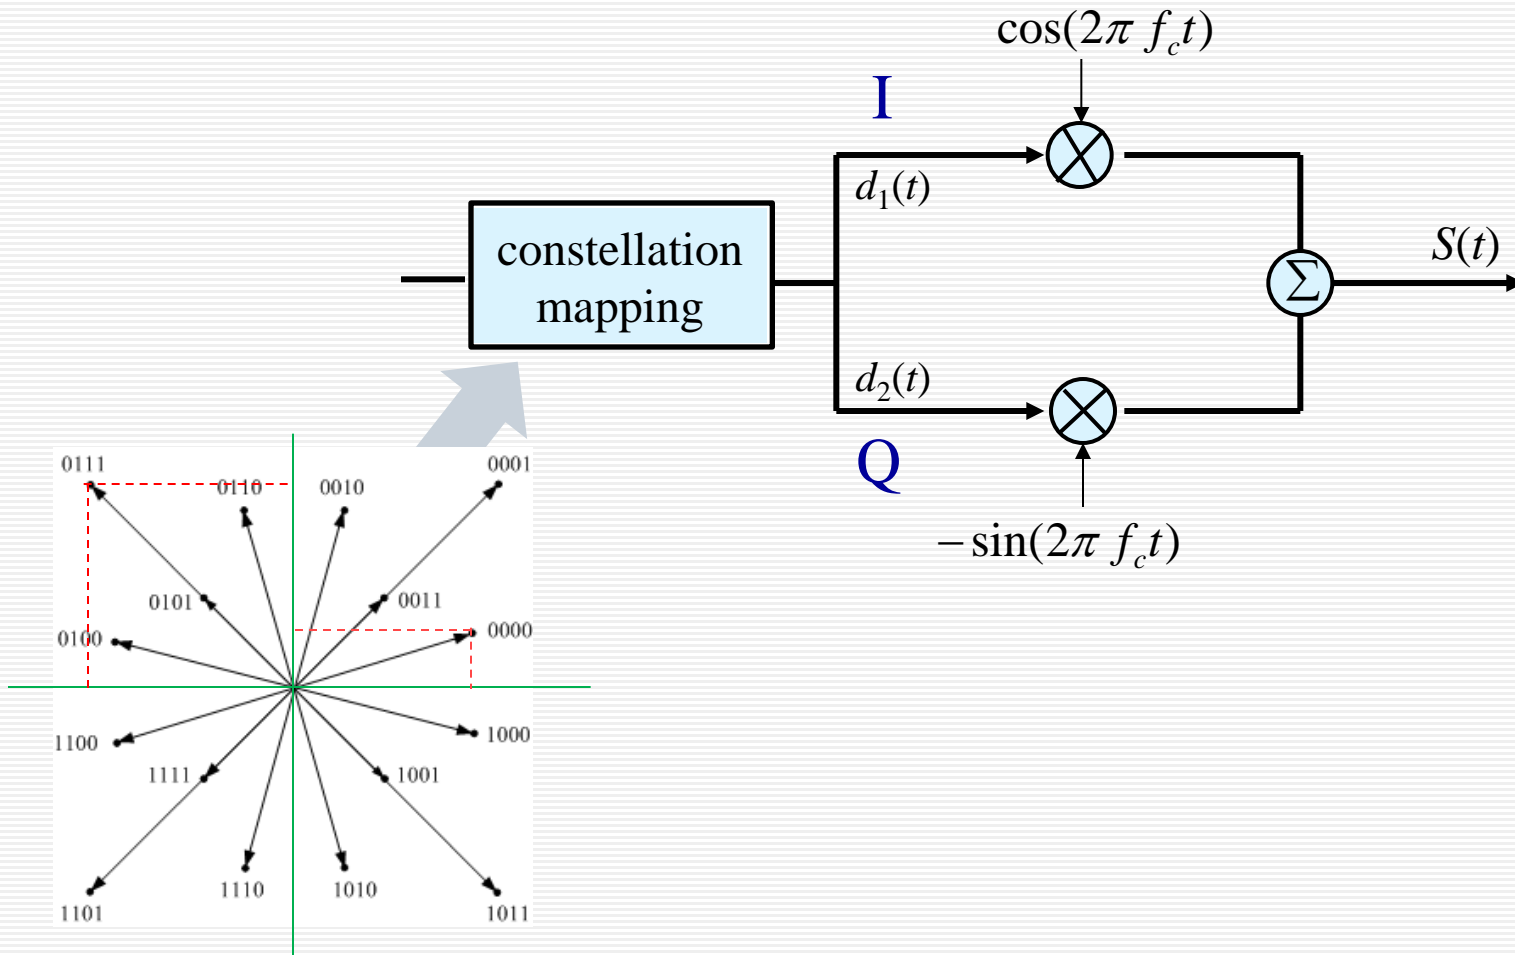 cos(2π f_c t)
I
d_1(t)
constellation
mapping
S(t)
Σ
d_2(t)
Q
−sin(2π f_c t)
0111
0110
0010
0001
0101
0011
0100
0000
1100
1000
1111
1001
1110
1010
1101
1011